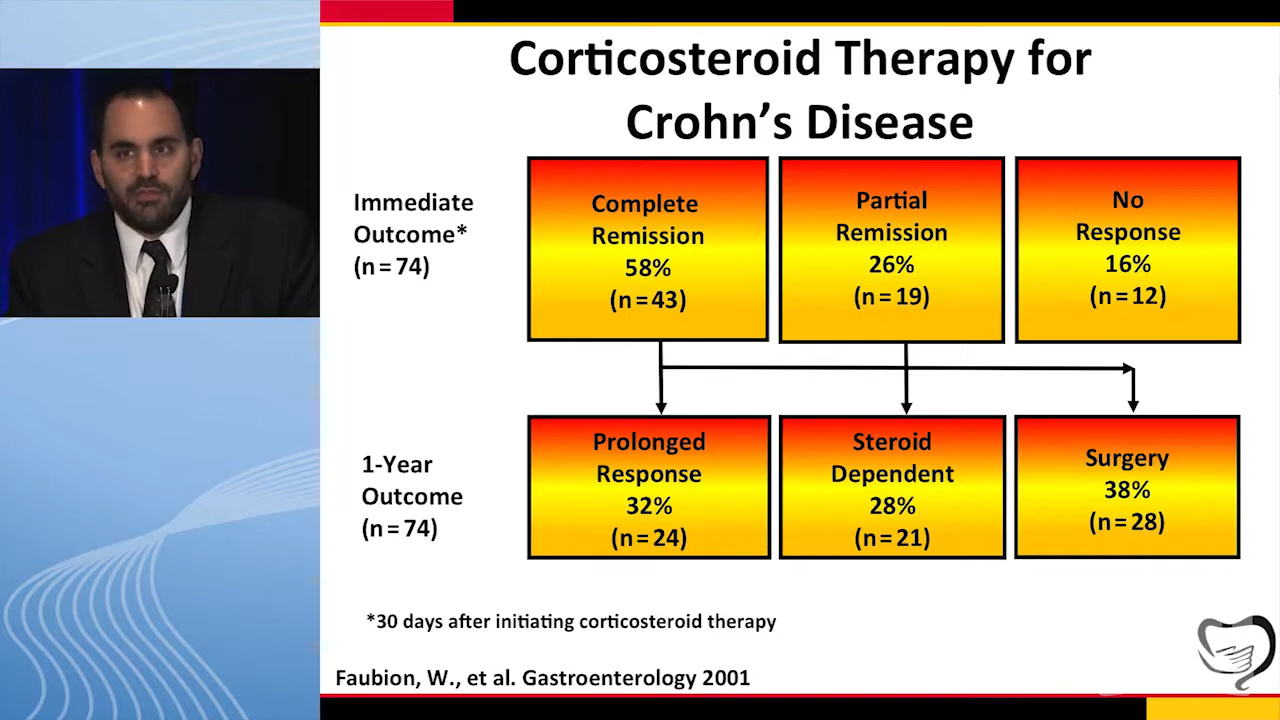 Corticosteroid Therapy for
Crohn's Disease
Immediate
Outcome*
(n=74)
Complete
Remission
58%
(n=43)
Partial
Remission
26%
(n=19)
No
Response
16%
(n=12)
1-Year
Outcome
(n=74)
Prolonged
Response
32%
(n=24)
Steroid
Dependent
28%
(n=21)
Surgery
38%
(n=28)
*30 days after initiating corticosteroid therapy
Faubion, W., et al. Gastroenterology 2001